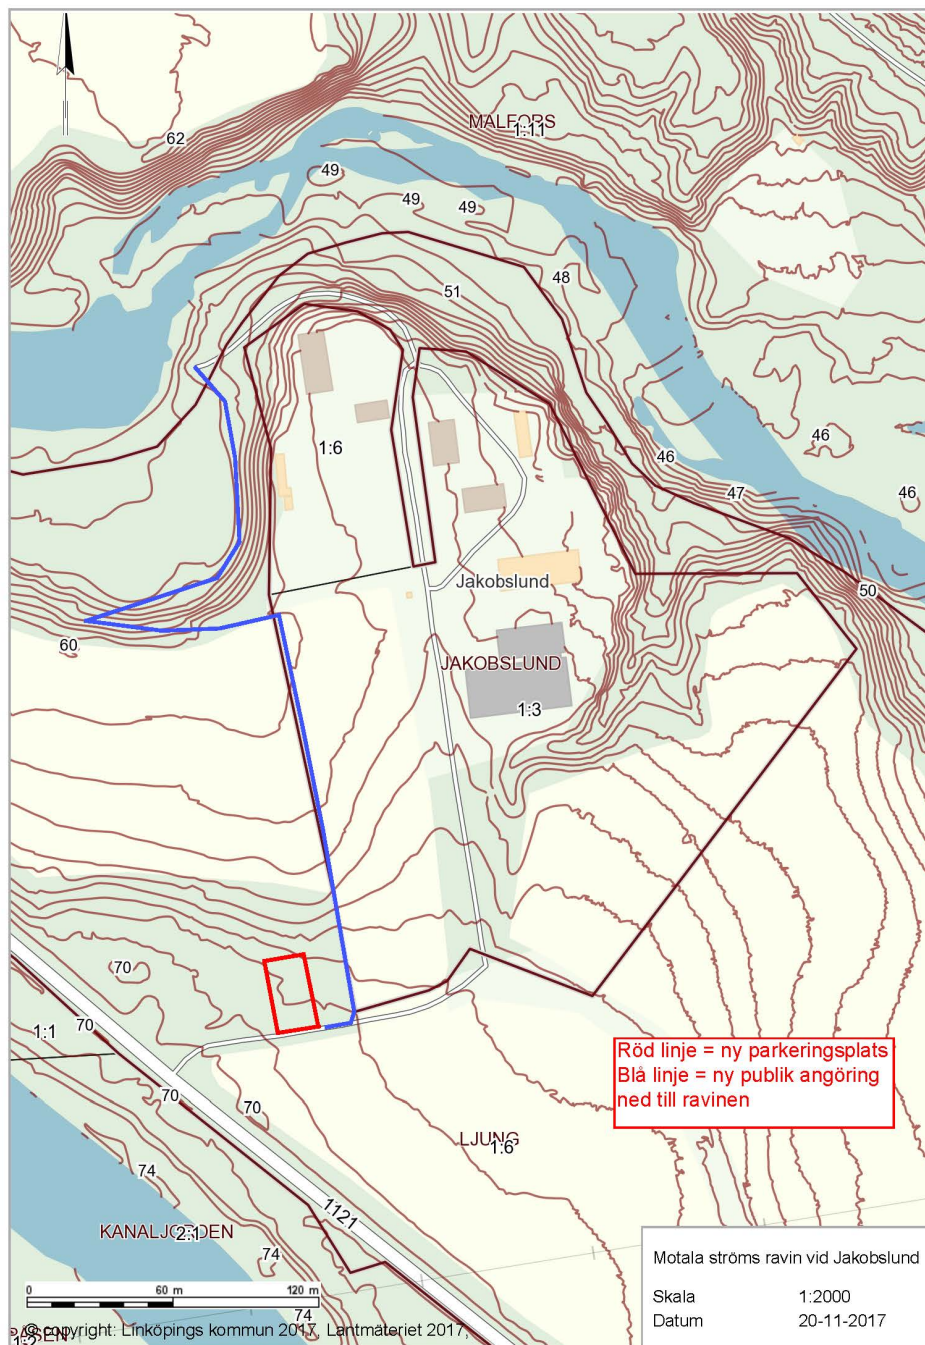 62
MALFORS
1:11
49
49
49
48
51
1:6
46
46
47
46
50
Jakobslund
60
JAKOBSLUND
1:3
70
1:1
70
70
70
Röd linje = ny parkeringsplats
Blå linje = ny publik angöring
ned till ravinen
LJUNG
1:6
74
1121
KANALJORDEN
2:1
74
Motala ströms ravin vid Jakobslund
Skala 1:2000
Datum 20-11-2017
0 60 m 120 m
74
© copyright: Linköpings kommun 2017, Lantmäteriet 2017,
1:2